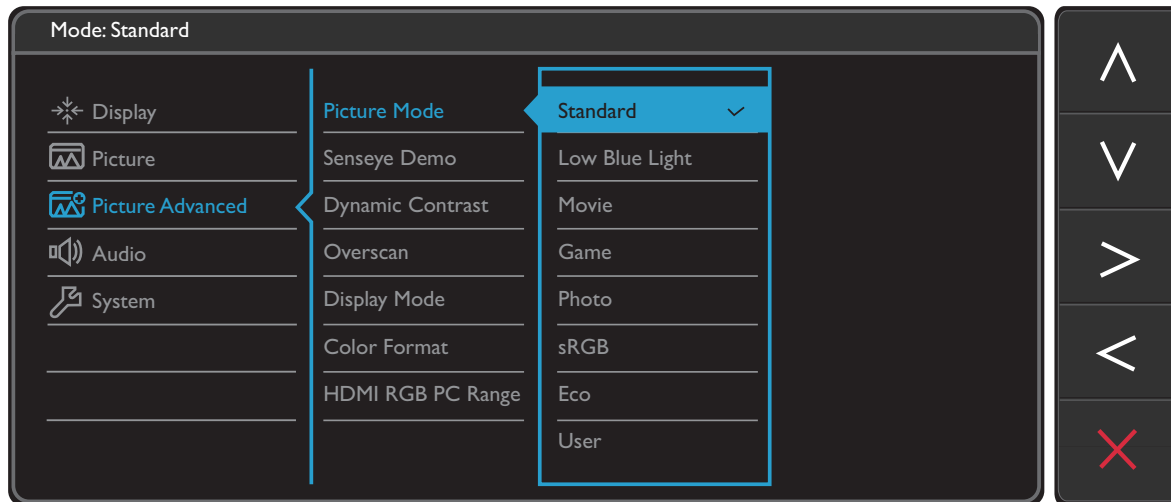 Mode: Standard
Display
Picture
Picture Advanced
Audio
System
Picture Mode
Senseye Demo
Dynamic Contrast
Overscan
Display Mode
Color Format
HDMI RGB PC Range
Standard
Low Blue Light
Movie
Game
Photo
sRGB
Eco
User